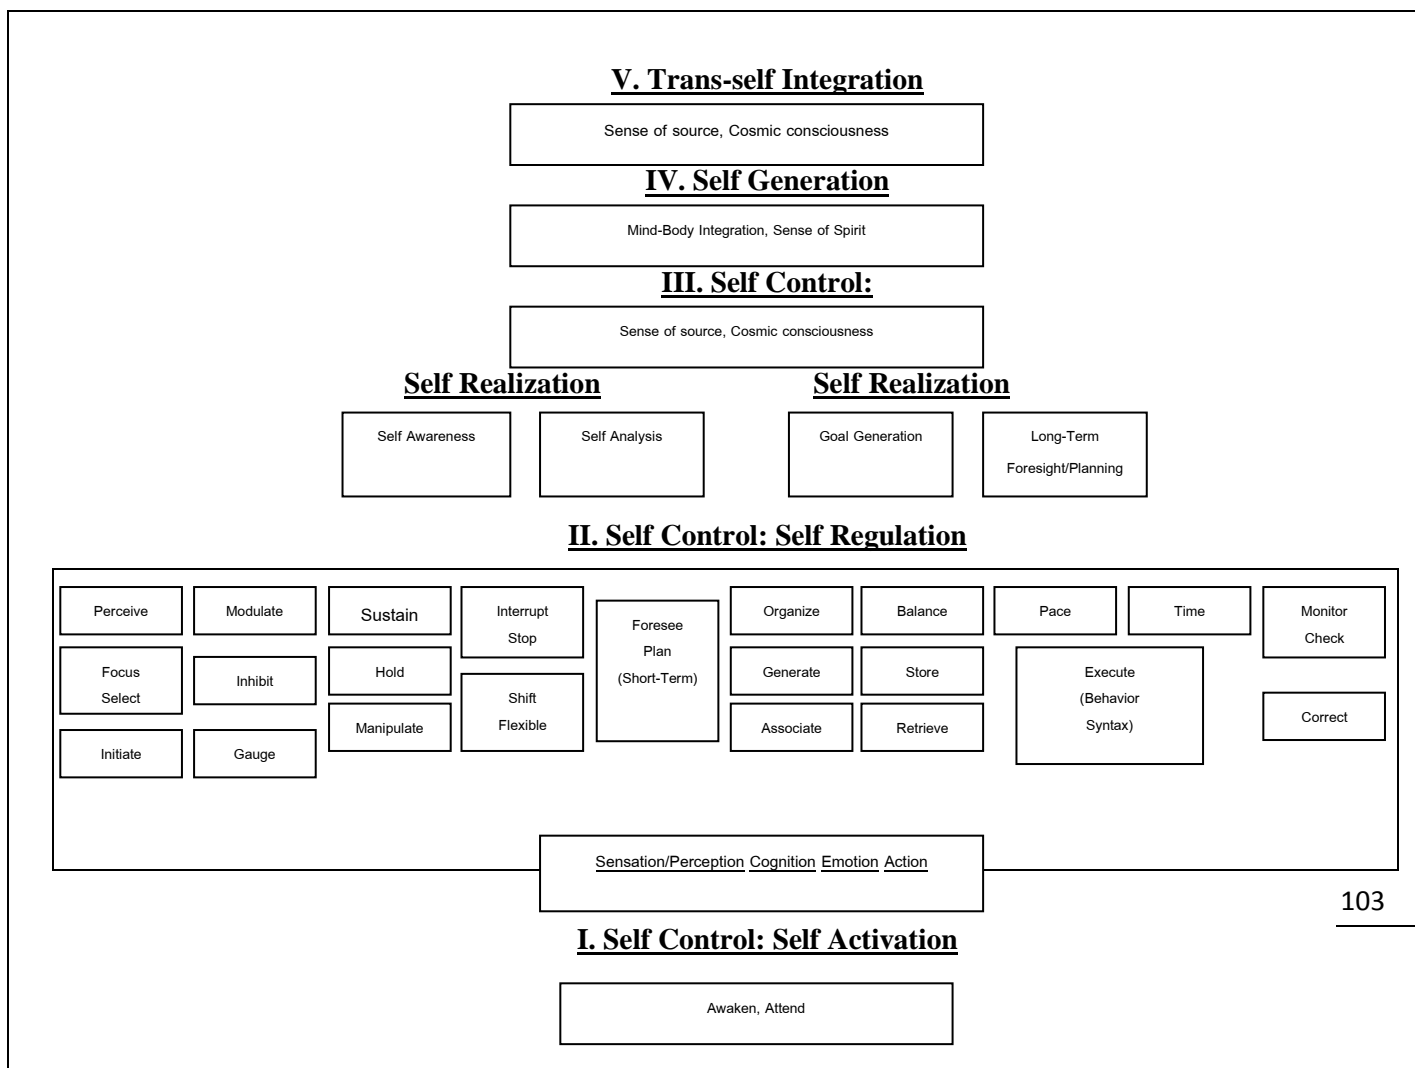 V. Trans-self Integration
Sense of source, Cosmic consciousness
IV. Self Generation
Mind-Body Integration, Sense of Spirit
III. Self Control:
Sense of source, Cosmic consciousness
Self Realization
Self Realization
Self Awareness
Self Analysis
Goal Generation
Long-Term
Foresight/Planning
II. Self Control: Self Regulation
Perceive
Focus
Select
Initiate
Modulate
Inhibit
Gauge
Sustain
Hold
Manipulate
Interrupt
Stop
Shift
Flexible
Foresee
Plan
(Short-Term)
Organize
Generate
Associate
Balance
Store
Retrieve
Pace
Time
Execute
(Behavior
Syntax)
Monitor
Check
Correct
Sensation/Perception Cognition Emotion Action
103
I. Self Control: Self Activation
Awaken, Attend